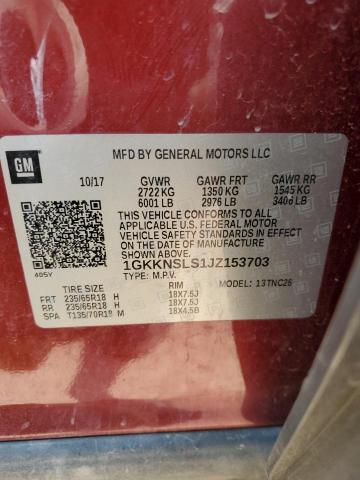 GM
MFD BY GENERAL MOTORS LLC
10/17 GVWR GAWR FRT GAWR RR
2722 KG 1350 KG 1545 KG
6001 LB 2976 LB 3406 LB
THIS VEHICLE CONFORMS TO ALL
APPLICABLE U.S. FEDERAL MOTOR
VEHICLE SAFETY STANDARDS IN EFFECT
ON THE DATE OF MANUFACTURE SHOWN ABOVE
1GKKNSLS1JZ153703
405Y TYPE: M.P.V. MODEL: 13TNC26
TIRE SIZE RIM
FRT 235/65R18 H 18X7.5J
RR 235/65R18 H 18X7.5J
SPA T135/70R18 M 18X4.5B